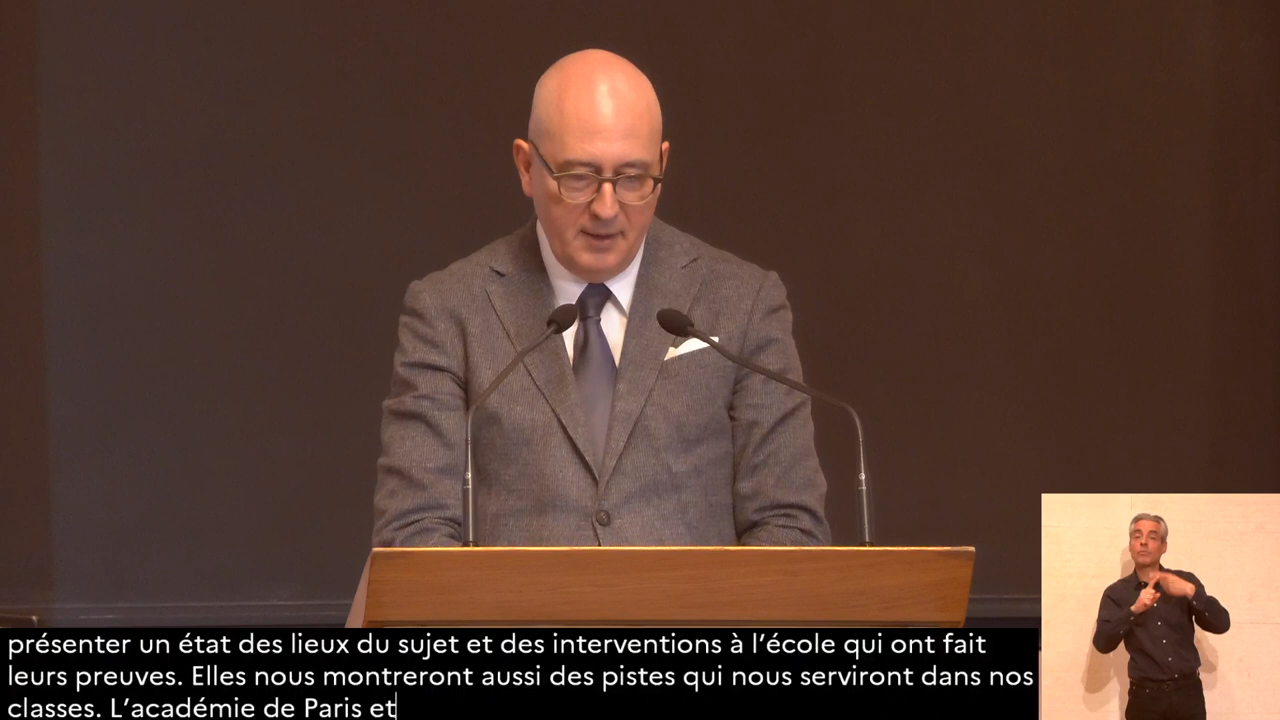 présenter un état des lieux du sujet et des interventions à l'école qui ont fait
leurs preuves. Elles nous montreront aussi des pistes qui nous serviront dans nos
classes. L'académie de Paris et